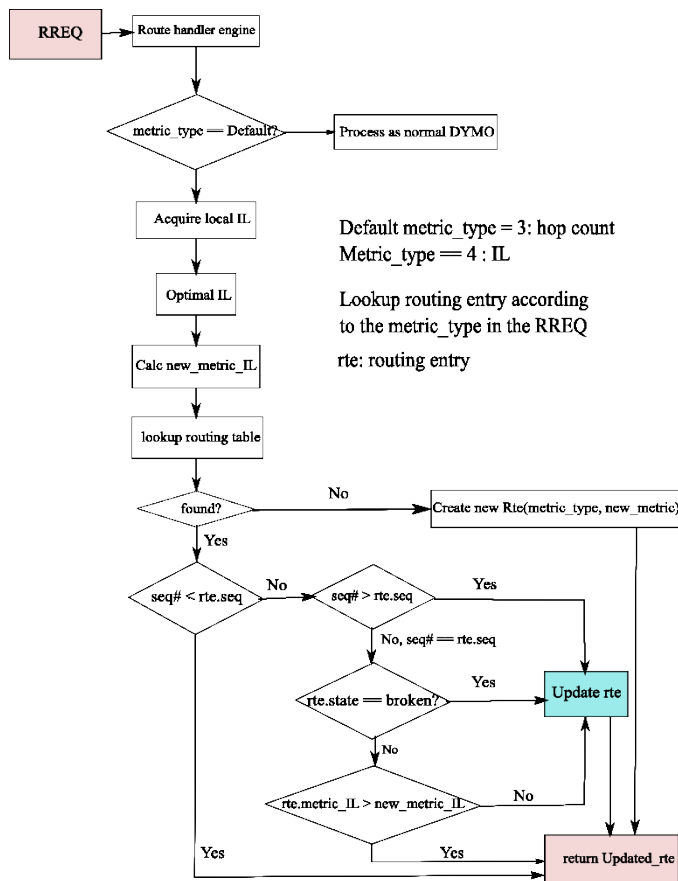 RREQ
Route handler engine
metric_type == Default?
Process as normal DYMO
Acquire local IL
Default metric_type = 3: hop count
Metric_type == 4 : IL
Optimal IL
Lookup routing entry according
to the metric_type in the RREQ
rte: routing entry
Calc new_metric_IL
lookup routing table
No
found?
Create new Rte(metric_type, new_metric)
Yes
seq# < rte.seq
No
seq# > rte.seq
Yes
No, seq# == rte.seq
rte.state == broken?
Yes
Update rte
No
rte.metric_IL > new_metric_IL
No
Yes
Yes
return Updated_rte